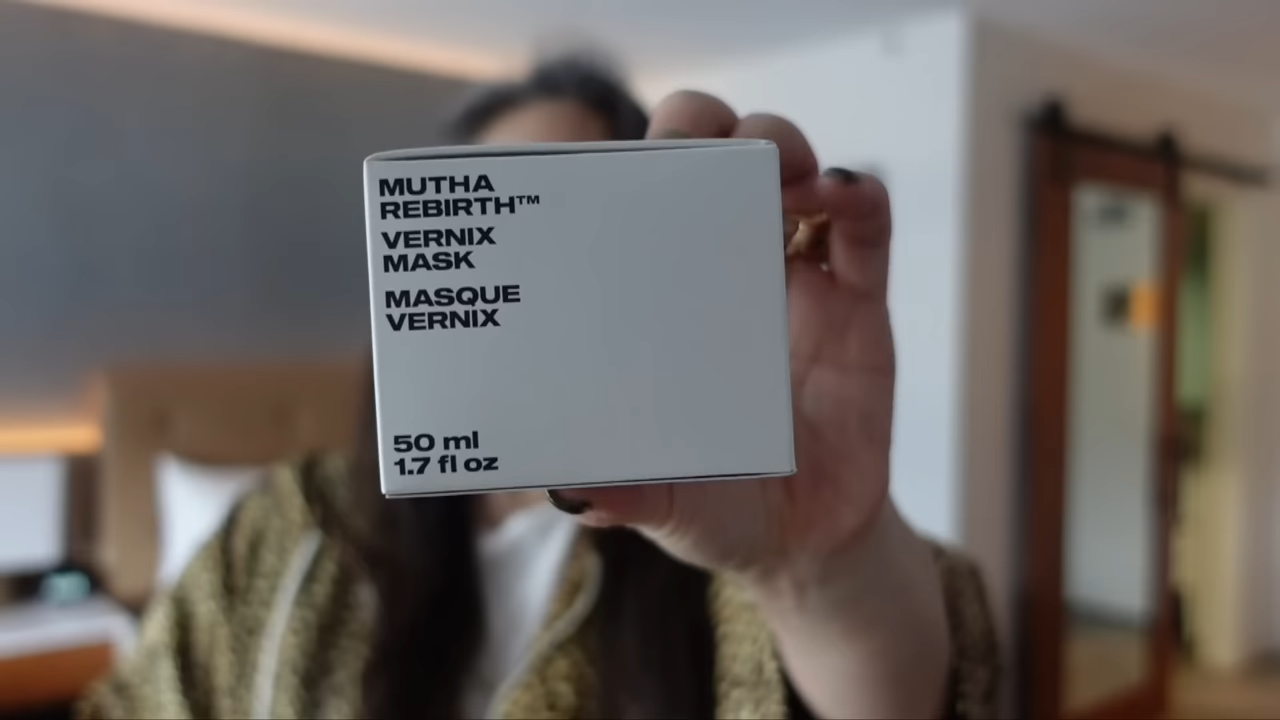 MUTHA
REBIRTH™
VERNIX
MASK
MASQUE
VERNIX
50 ml
1.7 fl oz